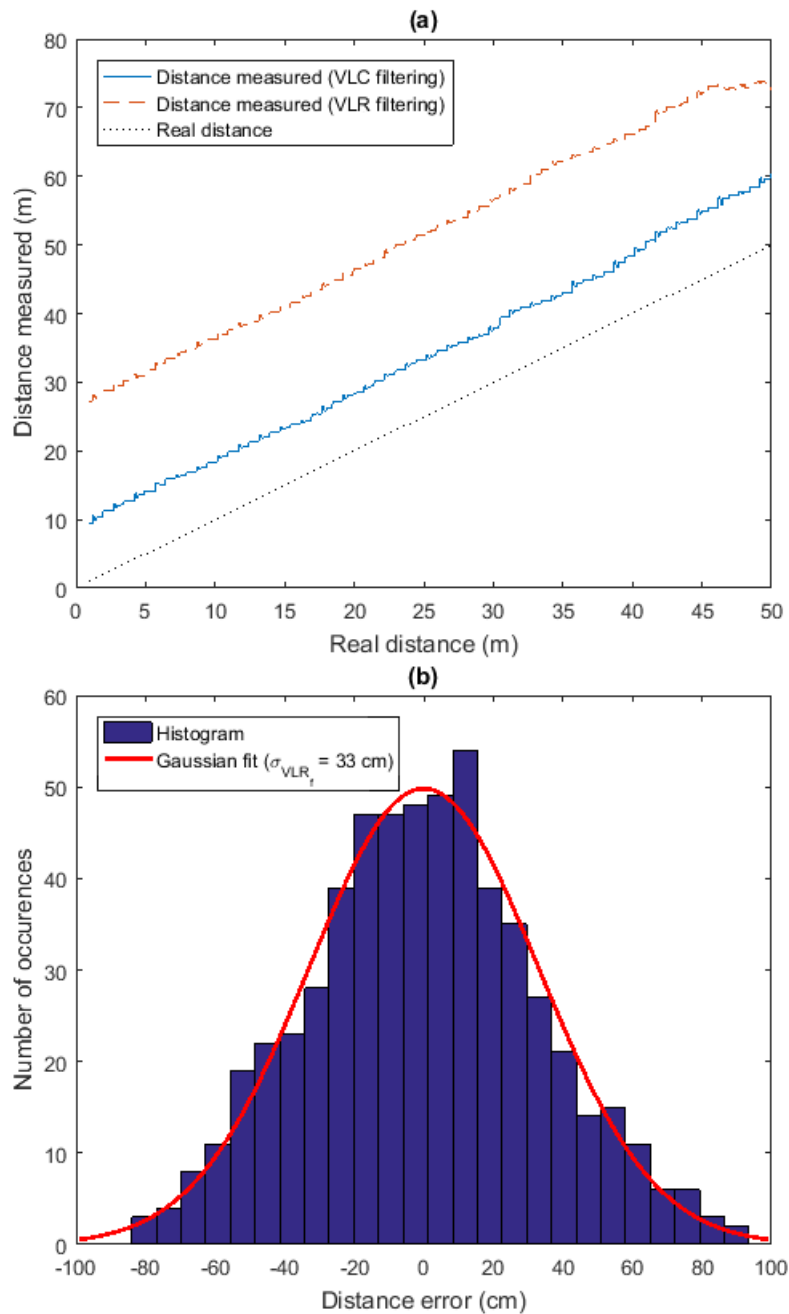 (a)
80
70
60
50
40
30
20
10
0
Distance measured (m)
Distance measured (VLC filtering)
Distance measured (VLR filtering)
Real distance
0 5 10 15 20 25 30 35 40 45 50
Real distance (m)
(b)
60
50
40
30
20
10
0
Number of occurences
Histogram
Gaussian fit (σVLRf = 33 cm)
-100 -80 -60 -40 -20 0 20 40 60 80 100
Distance error (cm)